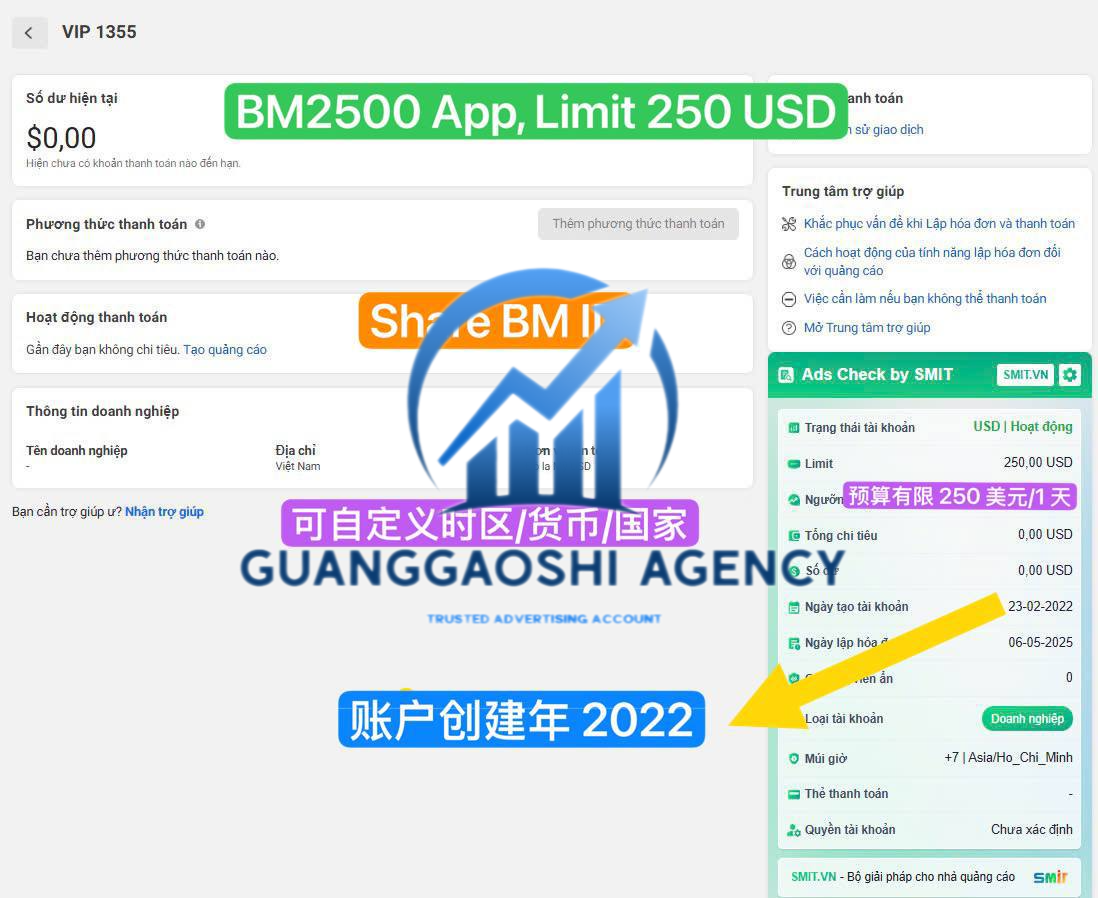 VIP 1355
Số dư hiện tại
$0,00
Hiện chưa có khoản thanh toán nào đến hạn.
BM2500 App, Limit 250 USD
anh toán
sử giao dịch
Phương thức thanh toán
Thêm phương thức thanh toán
Bạn chưa thêm phương thức thanh toán nào.
Hoạt động thanh toán
Gần đây bạn không chi tiêu. Tạo quảng cáo
Share BM
Thông tin doanh nghiệp
Tên doanh nghiệp
-
Địa chỉ
Việt Nam
Bạn cần trợ giúp ư? Nhận trợ giúp
可自定义时区/货币/国家
GUANGGAOSHI AGENCY
TRUSTED ADVERTISING ACCOUNT
账户创建年 2022
Trung tâm trợ giúp
Khắc phục vấn đề khi Lập hóa đơn và thanh toán
Cách hoạt động của tính năng lập hóa đơn đối
với quảng cáo
Việc cần làm nếu bạn không thể thanh toán
Mở Trung tâm trợ giúp
Ads Check by SMIT
SMIT.VN
Trạng thái tài khoản USD | Hoạt động
Limit 250,00 USD
Ngưỡn
预算有限 250 美元/1 天
Tổng chi tiêu 0,00 USD
Số dư 0,00 USD
Ngày tạo tài khoản 23-02-2022
Ngày lập hóa đ 06-05-2025
ẩn 0
Loại tài khoản Doanh nghiệp
Múi giờ +7 | Asia/Ho_Chi_Minh
Thẻ thanh toán -
Quyền tài khoản Chưa xác định
SMIT.VN - Bộ giải pháp cho nhà quảng cáo smit